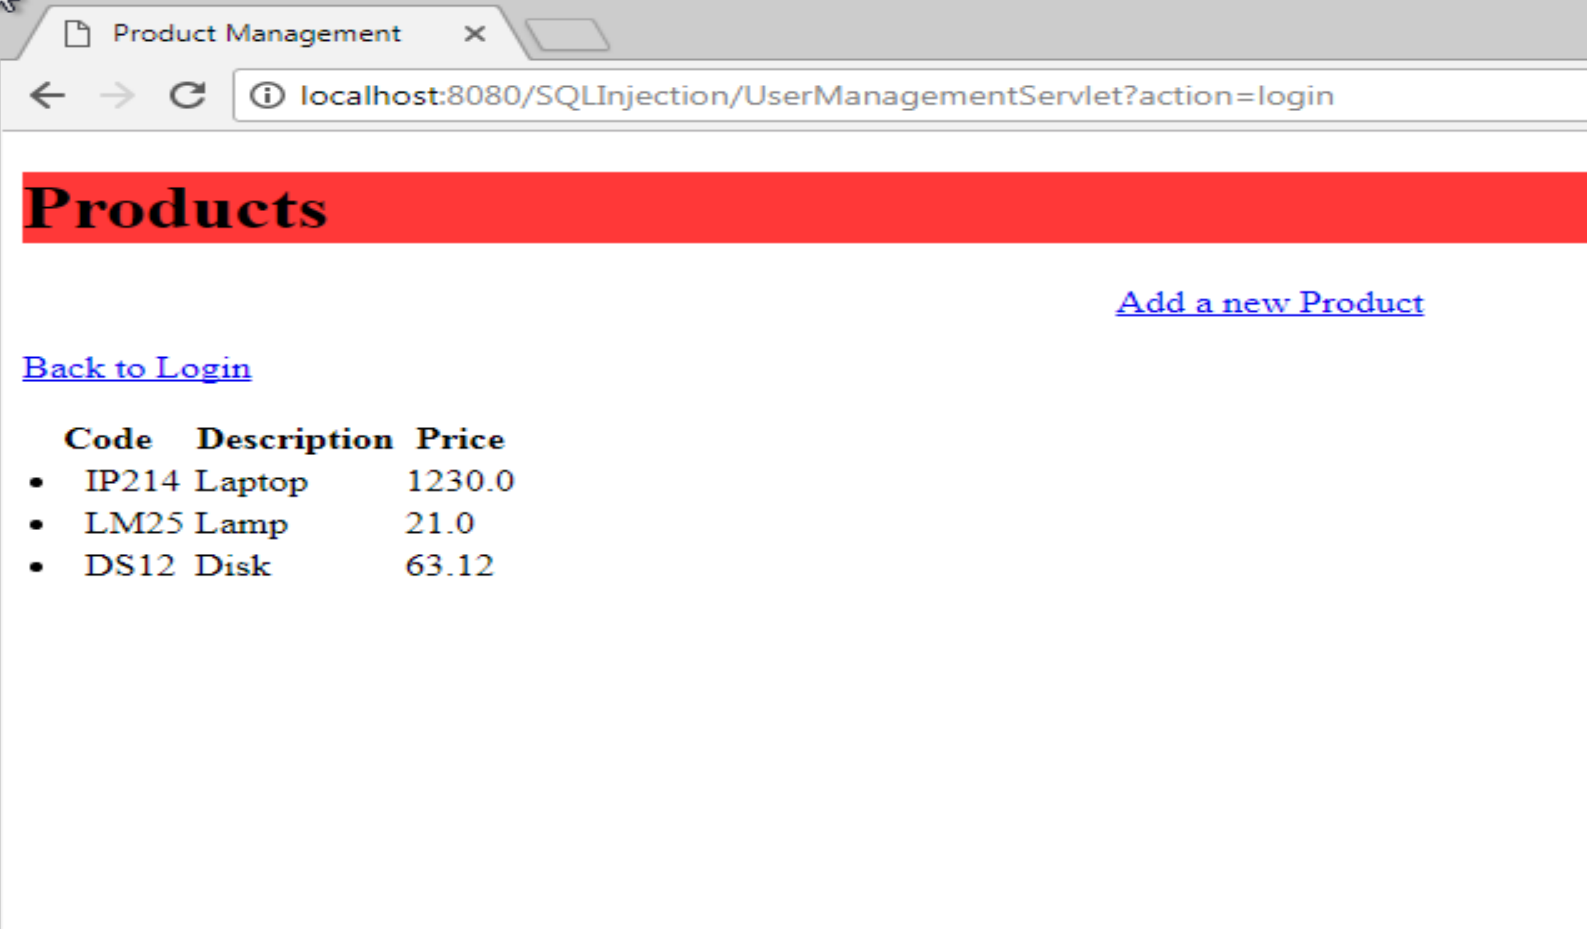 Product Management
localhost:8080/SQLInjection/UserManagementServlet?action=login
Products
Add a new Product
Back to Login
Code Description Price
• IP214 Laptop 1230.0
• LM25 Lamp 21.0
• DS12 Disk 63.12